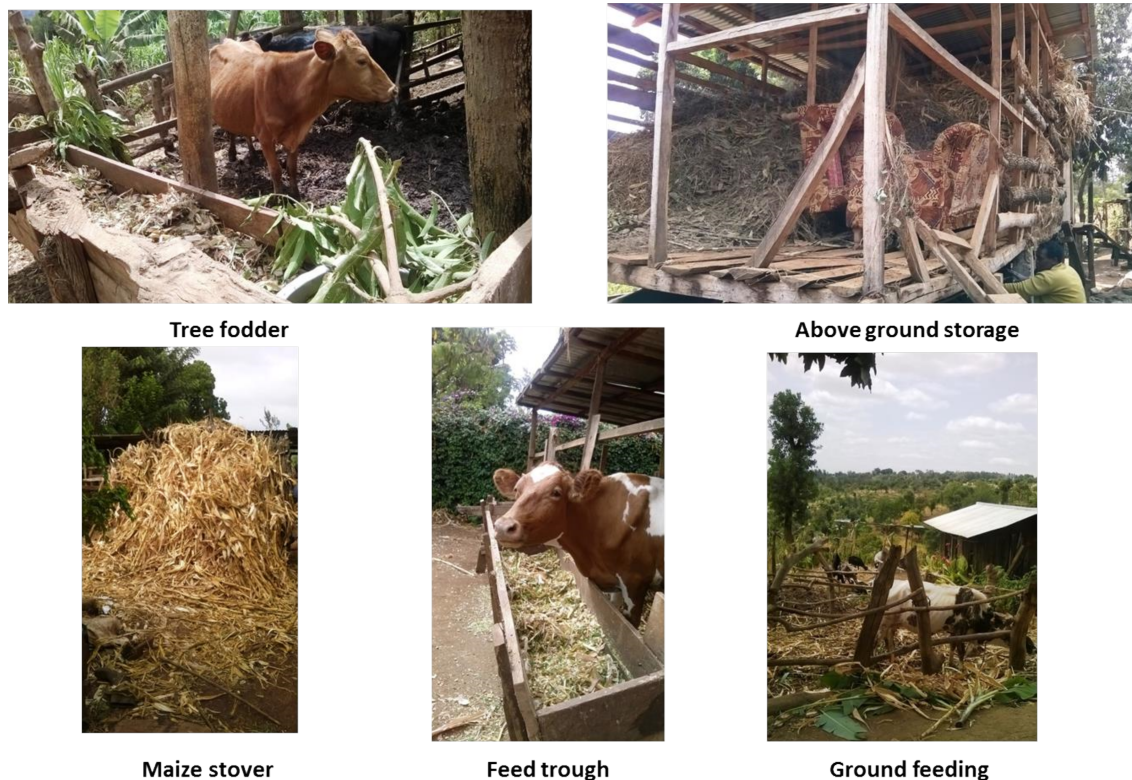 Tree fodder
Above ground storage
Maize stover
Feed trough
Ground feeding